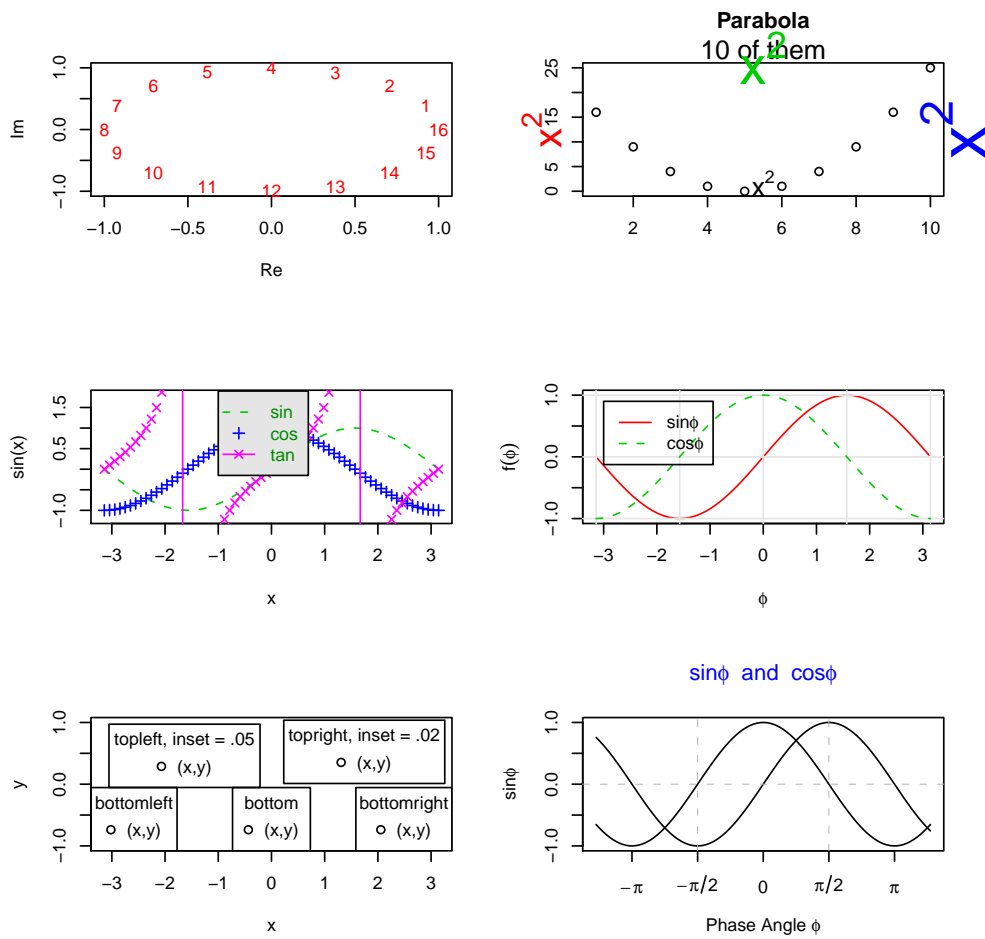 Parabola
10 of them
x²
x²
x²
x²
25
15
5
0
2 4 6 8 10
Im
1.0
0.0
−1.0
4
5 3
6 2
7 1
8 16
9 15
10 14
11 13
12
−1.0 −0.5 0.0 0.5 1.0
Re
sin(x)
1.5
0.5
−1.0
sin
cos
tan
−3 −2 −1 0 1 2 3
x
f(ϕ)
1.0
0.0
−1.0
sinϕ
cosϕ
−3 −2 −1 0 1 2 3
ϕ
y
1.0
0.0
−1.0
topleft, inset = .05
(x,y)
topright, inset = .02
(x,y)
bottomleft
(x,y)
bottom
(x,y)
bottomright
(x,y)
−3 −2 −1 0 1 2 3
x
sinϕ and cosϕ
sinϕ
1.0
0.0
−1.0
−π −π/2 0 π/2 π
Phase Angle ϕ